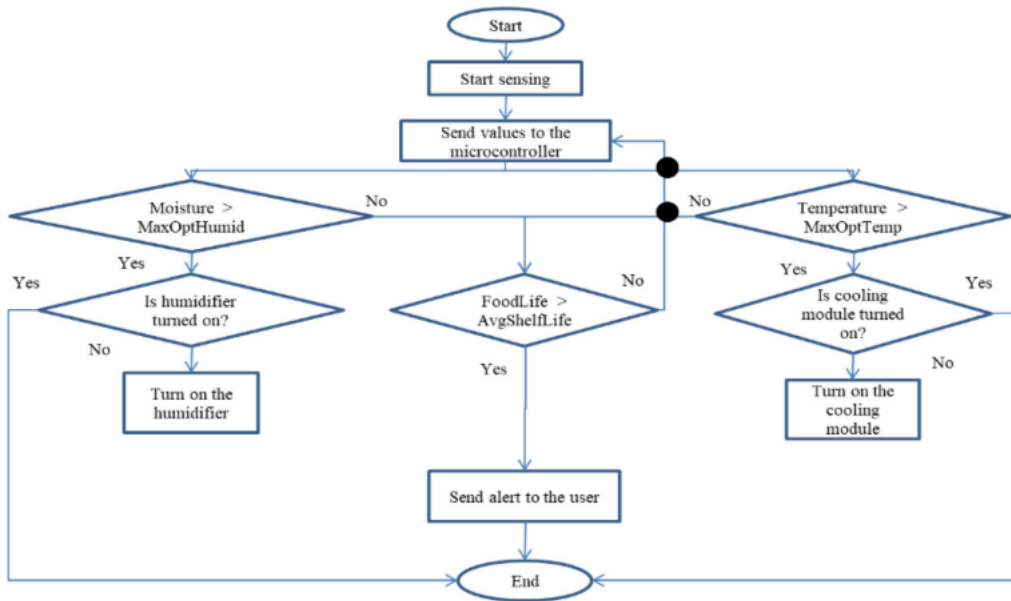 Start
Start sensing
Send values to the
microcontroller
Moisture >
MaxOptHumid
No
No
Temperature >
MaxOptTemp
Yes
Yes
Is humidifier
turned on?
FoodLife >
AvgShelfLife
No
Yes
Is cooling
module turned
on?
Yes
No
Yes
No
Turn on the
humidifier
Turn on the
cooling
module
Send alert to the user
End